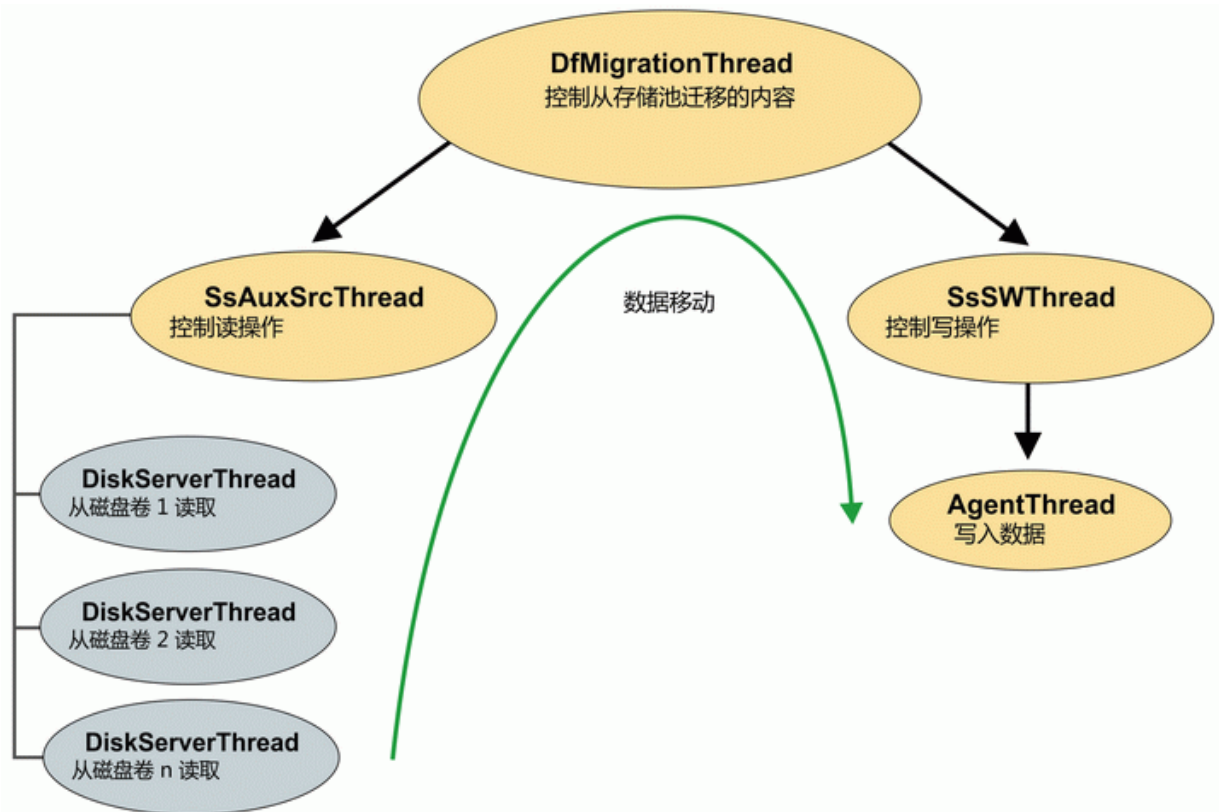 DfMigrationThread
控制从存储池迁移的内容
SsAuxSrcThread
控制读操作
数据移动
SsSWThread
控制写操作
DiskServerThread
从磁盘卷 1 读取
AgentThread
写入数据
DiskServerThread
从磁盘卷 2 读取
DiskServerThread
从磁盘卷 n 读取